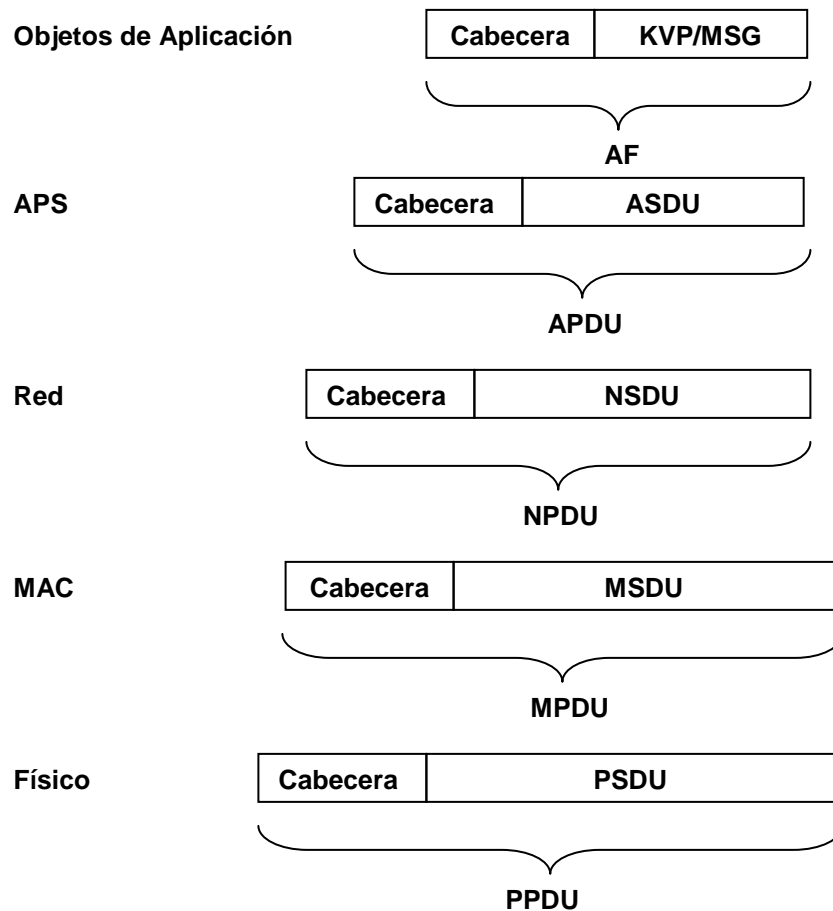 Objetos de Aplicación Cabecera KVP/MSG
AF
APS Cabecera ASDU
APDU
Red Cabecera NSDU
NPDU
MAC Cabecera MSDU
MPDU
Físico Cabecera PSDU
PPDU